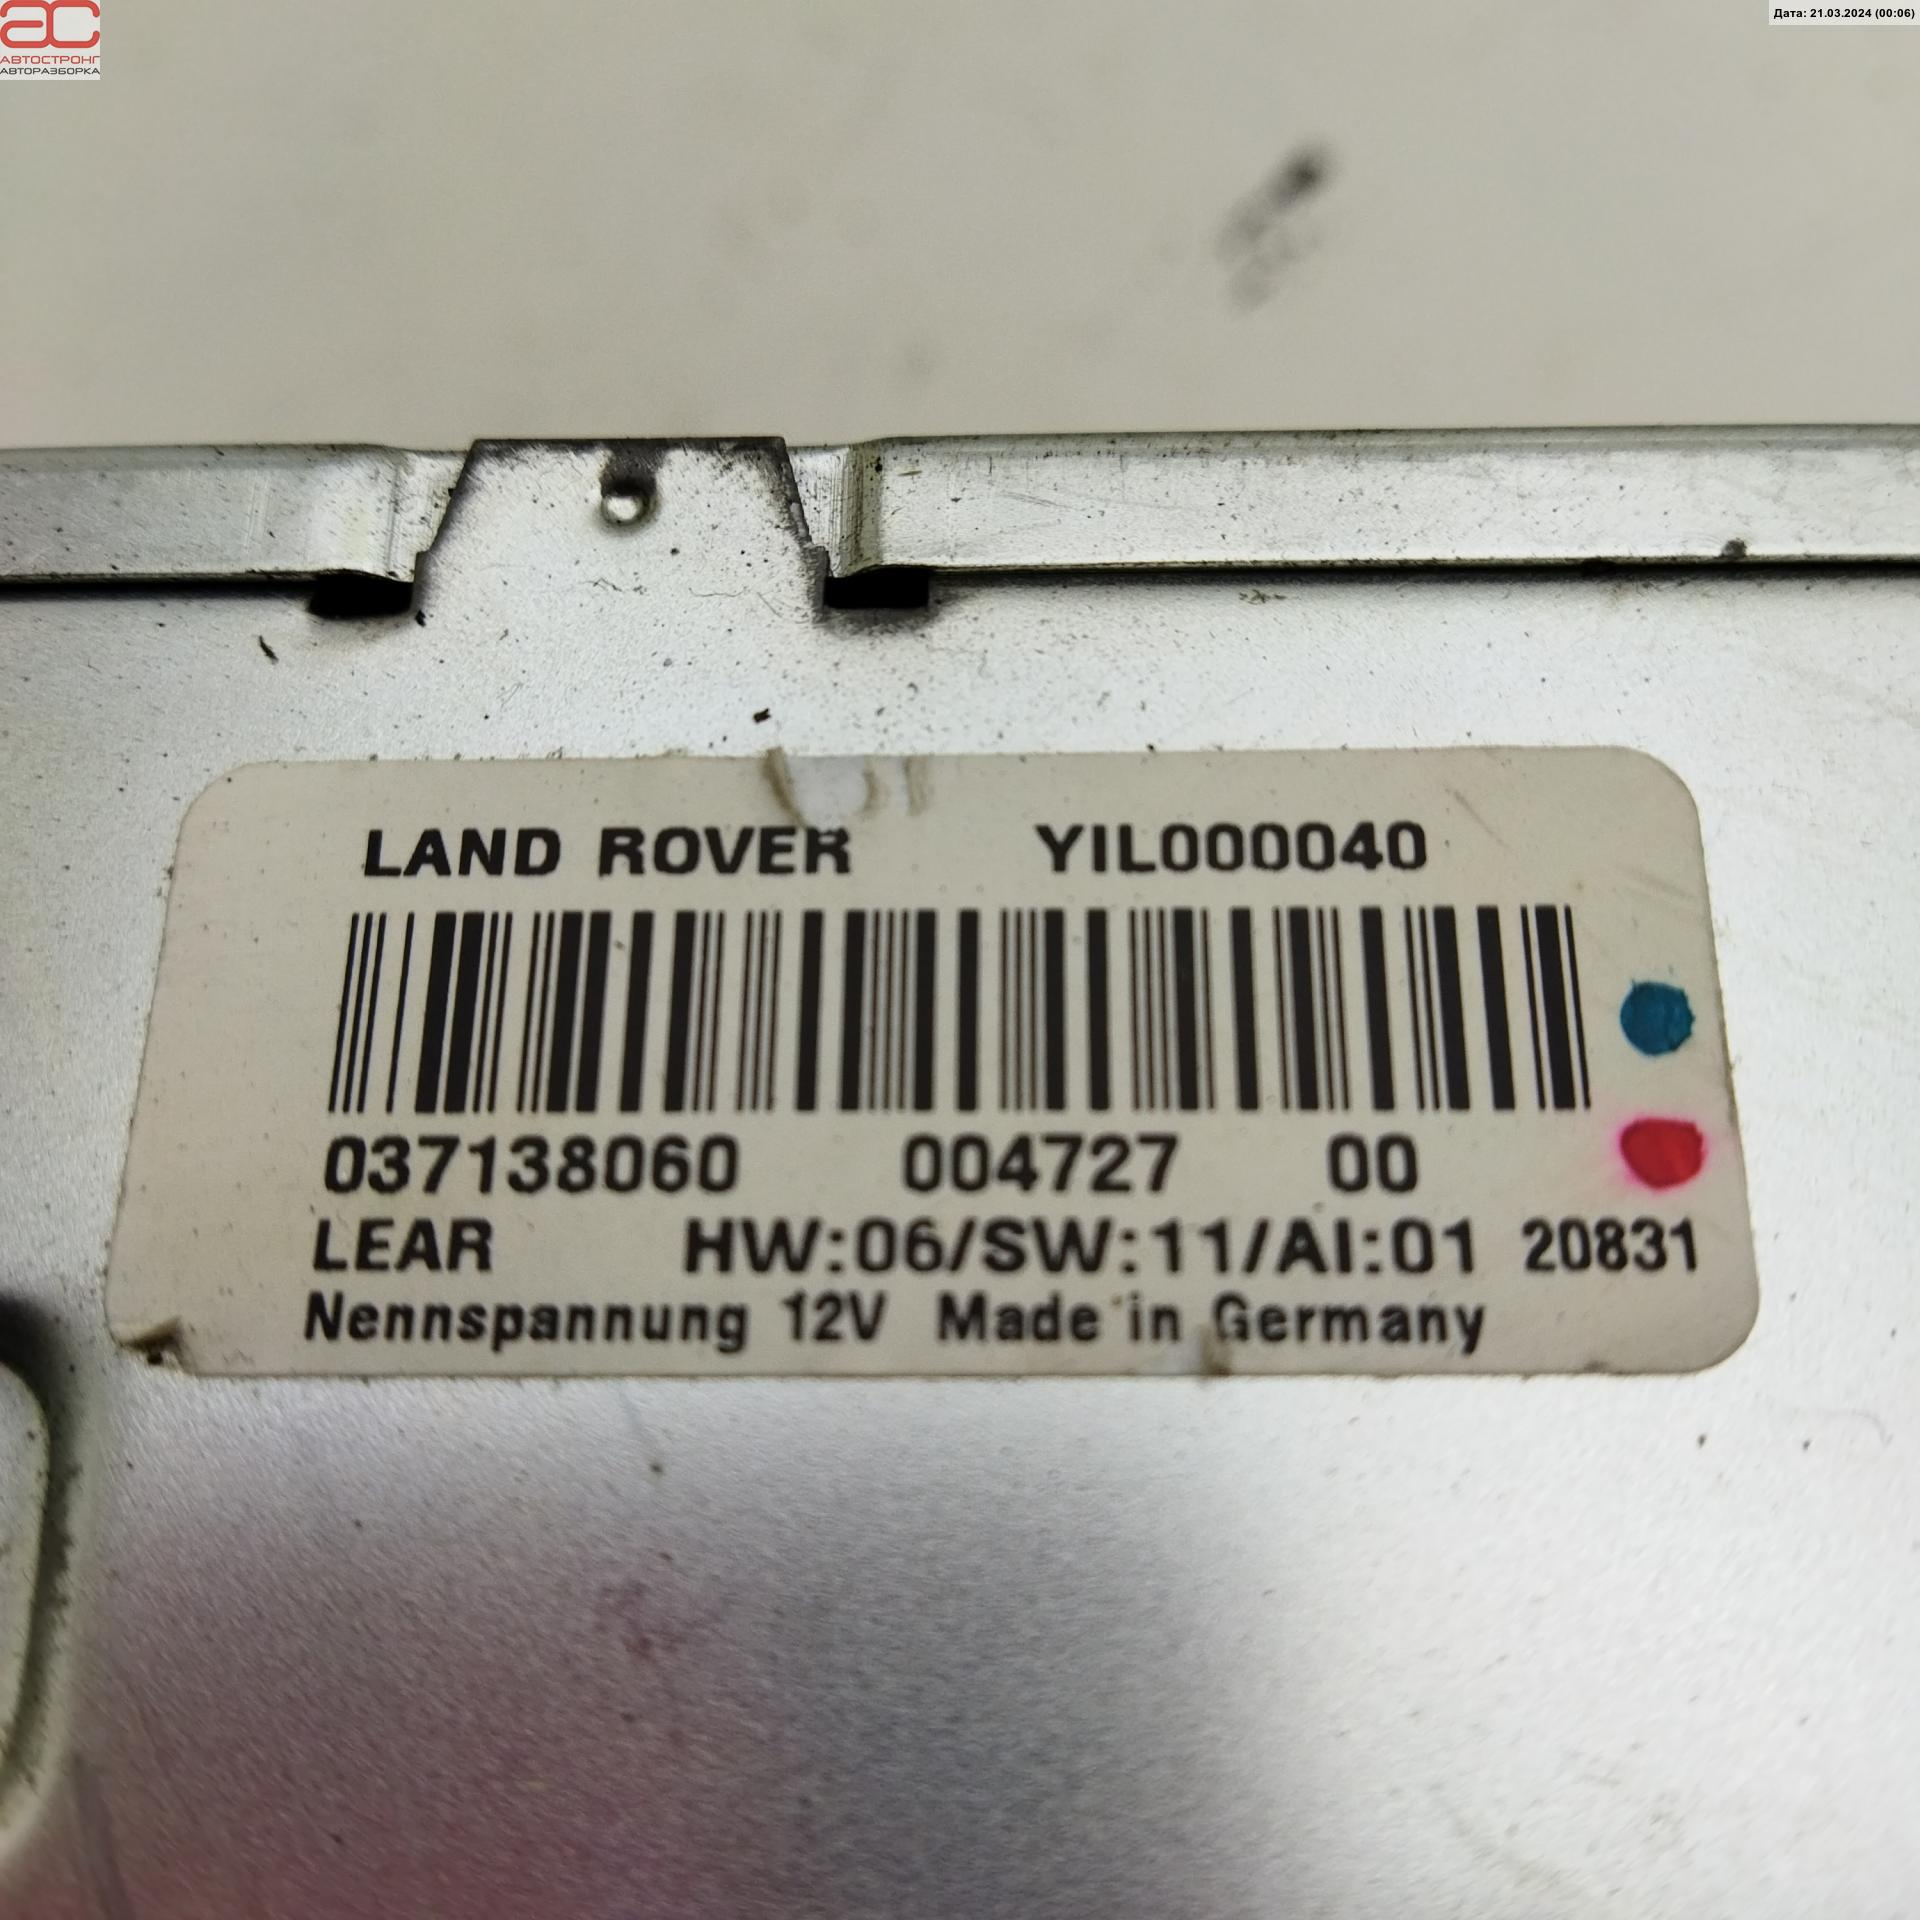 АС
АВТОСТРОНГ
АВТОРАЗБОРКА
Дата: 21.03.2024 (00:06)
LAND ROVER YIL000040
037138060 004727 00
LEAR HW:06/SW:11/AI:01 20831
Nennspannung 12V Made in Germany